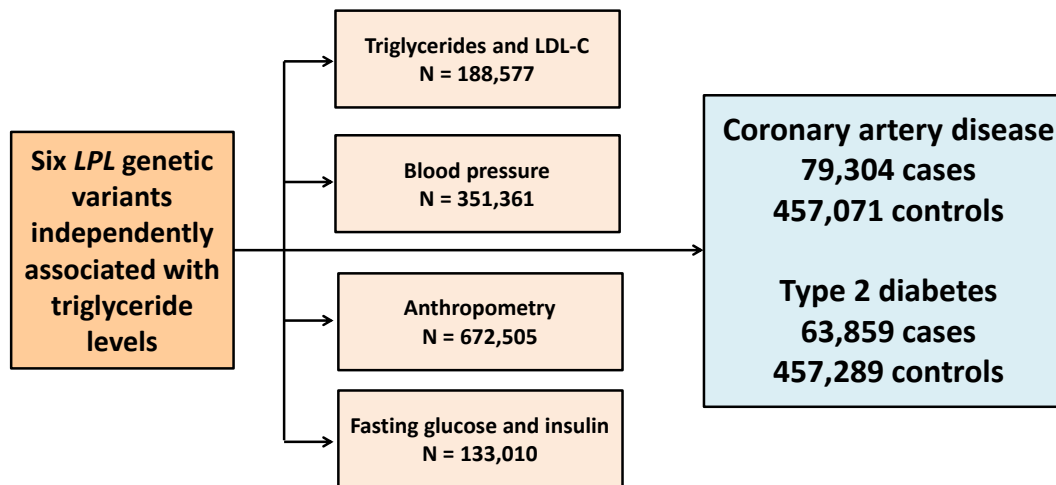 Six LPL genetic
variants
independently
associated with
triglyceride
levels
Triglycerides and LDL-C
N = 188,577
Blood pressure
N = 351,361
Anthropometry
N = 672,505
Fasting glucose and insulin
N = 133,010
Coronary artery disease
79,304 cases
457,071 controls
Type 2 diabetes
63,859 cases
457,289 controls